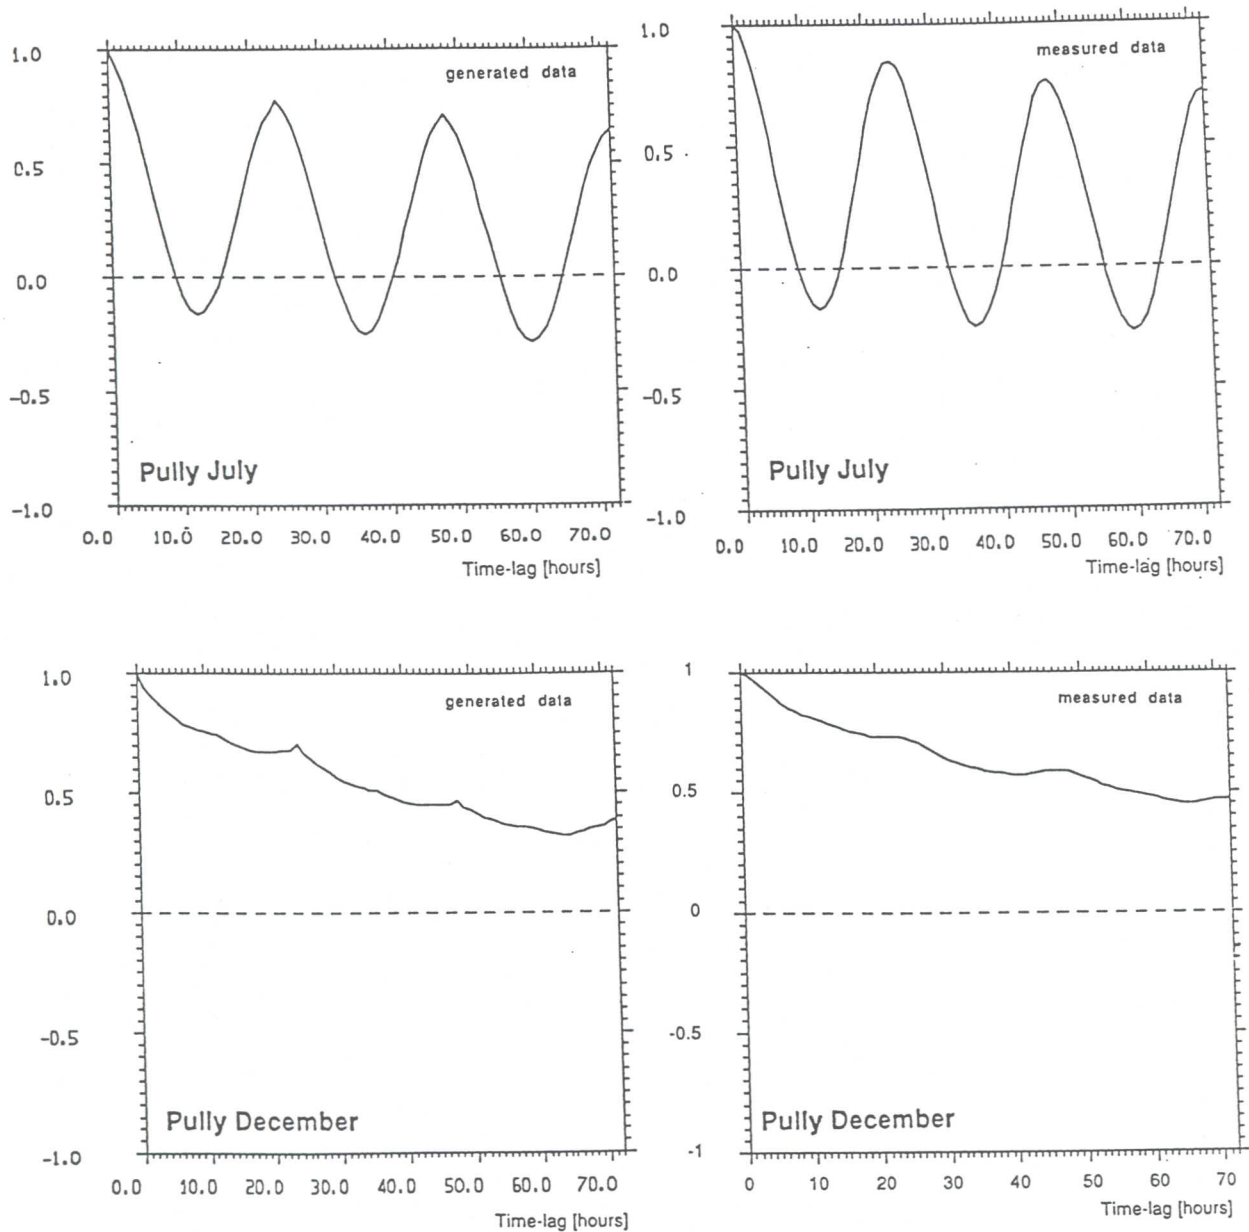 1.0
generated data
0.5
0.0
-0.5
Pully July
-1.0
0.0 10.0 20.0 30.0 40.0 50.0 60.0 70.0
Time-lag [hours]
1.0
measured data
0.5
0.0
-0.5
Pully July
-1.0
0.0 10.0 20.0 30.0 40.0 50.0 60.0 70.0
Time-lag [hours]
1.0
generated data
0.5
0.0
-0.5
Pully December
-1.0
0.0 10.0 20.0 30.0 40.0 50.0 60.0 70.0
Time-lag [hours]
1
measured data
0.5
0
-0.5
Pully December
-1
0 10 20 30 40 50 60 70
Time-lag [hours]